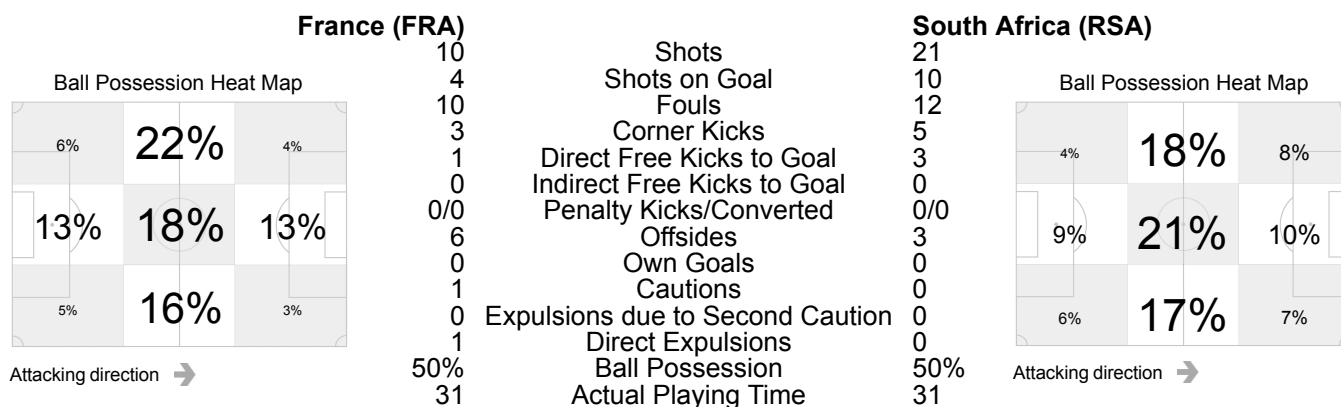 France (FRA) South Africa (RSA)
10 Shots 21
4 Shots on Goal 10
10 Fouls 12
3 Corner Kicks 5
1 Direct Free Kicks to Goal 3
0 Indirect Free Kicks to Goal 0
0/0 Penalty Kicks/Converted 0/0
6 Offsides 3
0 Own Goals 0
1 Cautions 0
0 Expulsions due to Second Caution 0
1 Direct Expulsions 0
50% Ball Possession 50%
31 Actual Playing Time 31
Ball Possession Heat Map
6% 22% 4%
13% 18% 13%
5% 16% 3%
Attacking direction
Ball Possession Heat Map
4% 18% 8%
9% 21% 10%
6% 17% 7%
Attacking direction